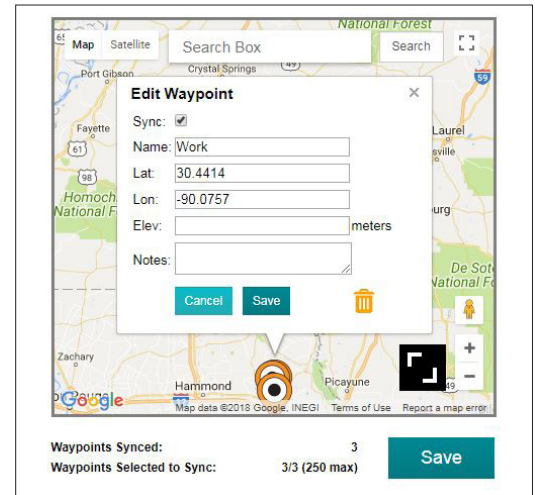 National Forest
Map Satellite Search Box Search
59
Port Gibson
Crystal Springs
49
Edit Waypoint ×
Sync:
Fayette
Laurel
Name: Work
61
sville
Lat: 30.4414
98
Homoch
National F
Lon: -90.0757
urg
Elev: meters
Notes:
De Soto
National Fo
Cancel Save
Zachary
+
Hammond
Picayune
49
−
Google
Map data ©2018 Google, INEGI Terms of Use Report a map error
Waypoints Synced: 3
Waypoints Selected to Sync: 3/3 (250 max)
Save